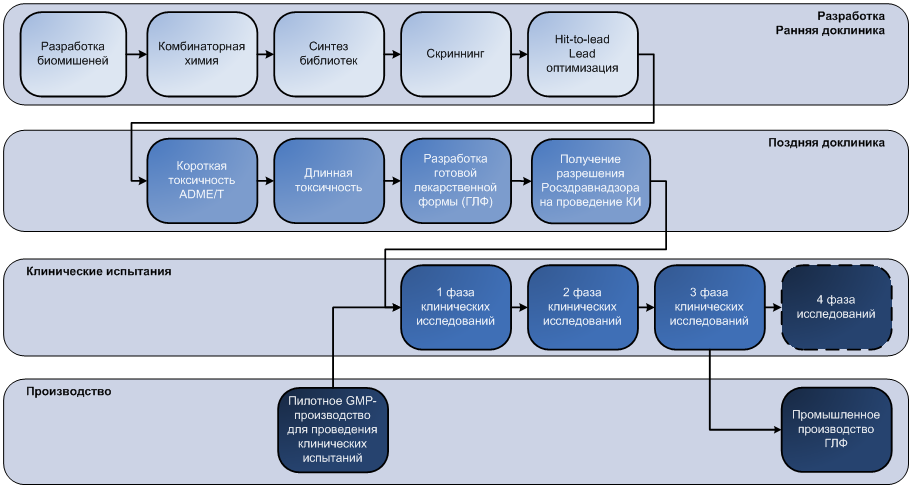 Разработка
Ранняя доклиника
Разработка
биомишеней
Комбинаторная
химия
Синтез
библиотек
Скриннинг
Hit-to-lead
Lead
оптимизация
Поздняя доклиника
Короткая
токсичность
ADME/T
Длинная
токсичность
Разработка
готовой
лекарственной
формы (ГЛФ)
Получение
разрешения
Росздравнадзора
на проведение КИ
Клинические испытания
1 фаза
клинических
исследований
2 фаза
клинических
исследований
3 фаза
клинических
исследований
4 фаза
исследований
Производство
Пилотное GMP-
производство
для проведения
клинических
испытаний
Промышленное
производство
ГЛФ